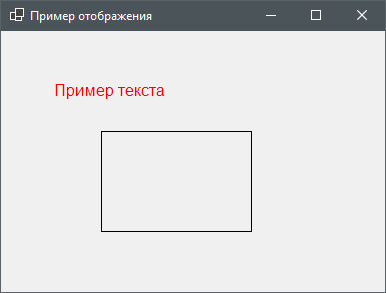 Пример отображения
Пример текста